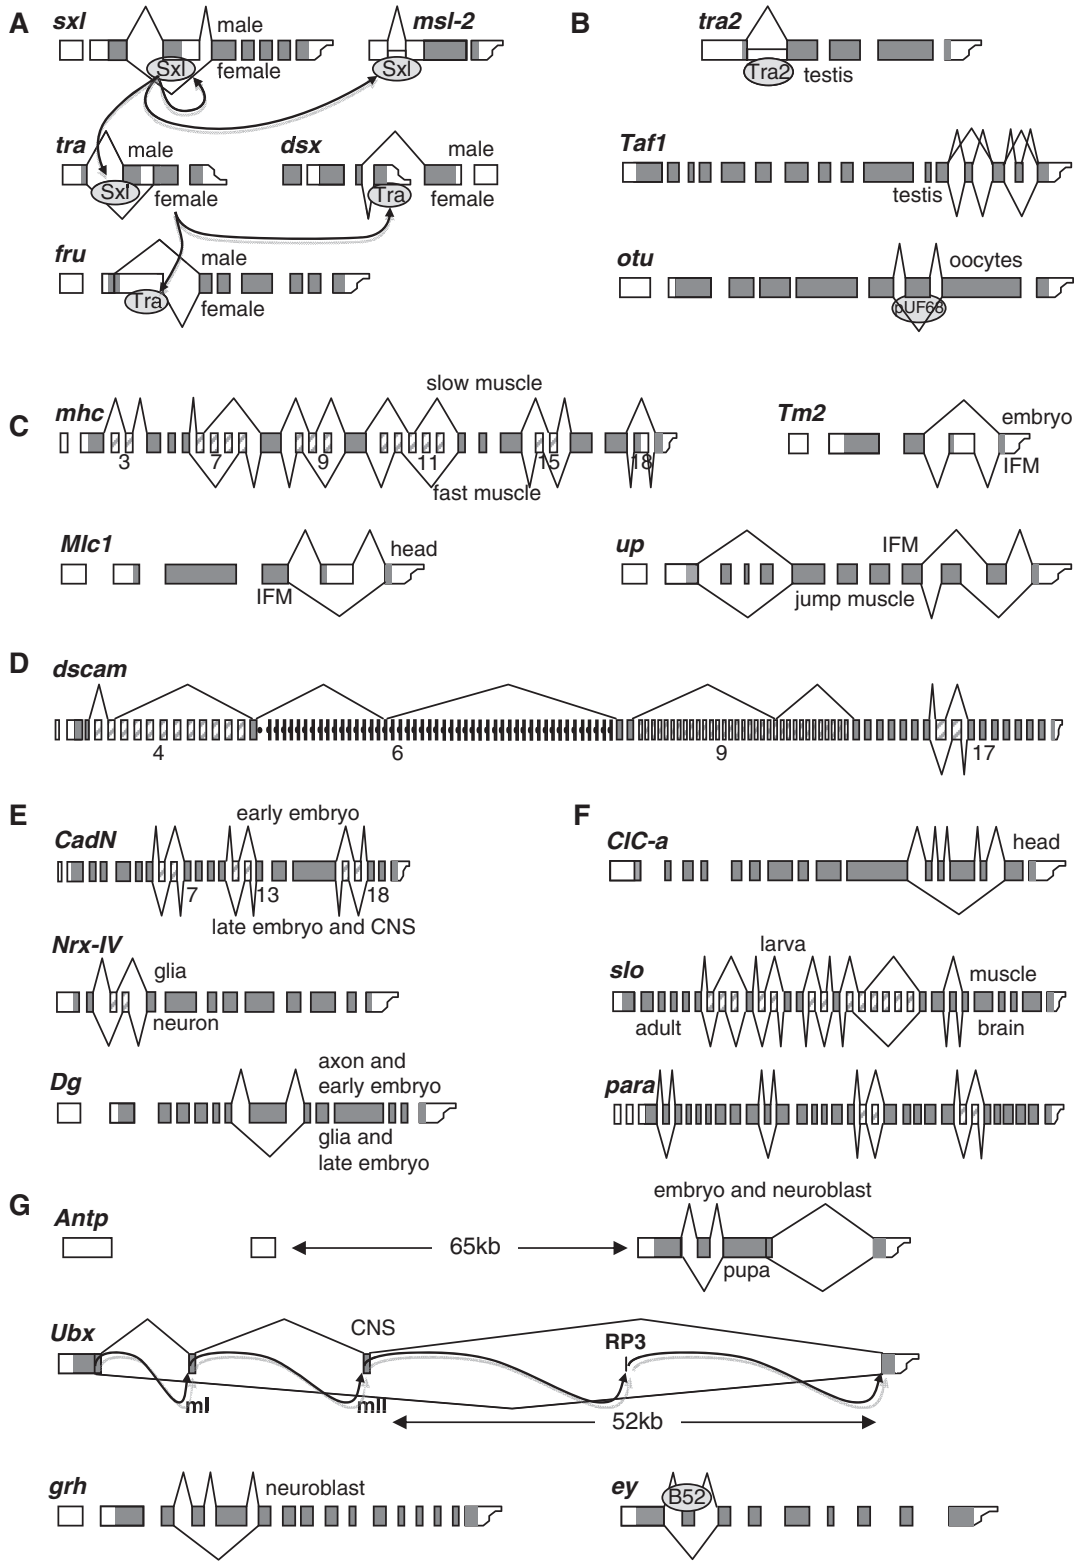 A
sxl
male
Sxl
female
msl-2
Sxl
tra
male
Sxl
female
dsx
male
Tra
female
fru
male
Tra
female
B
tra2
Tra2
testis
Taf1
testis
otu
oocytes
pUF68
C
mhc
slow muscle
3
7
9
11
15
18
fast muscle
Tm2
embryo
IFM
Mlc1
head
IFM
up
IFM
jump muscle
D
dscam
4
6
9
17
E
CadN
early embryo
7
13
18
late embryo and CNS
Nrx-IV
glia
neuron
Dg
axon and
early embryo
glia and
late embryo
F
ClC-a
head
slo
larva
muscle
adult
brain
para
G
Antp
embryo and neuroblast
65kb
pupa
Ubx
CNS
RP3
mI
mII
52kb
grh
neuroblast
ey
B52